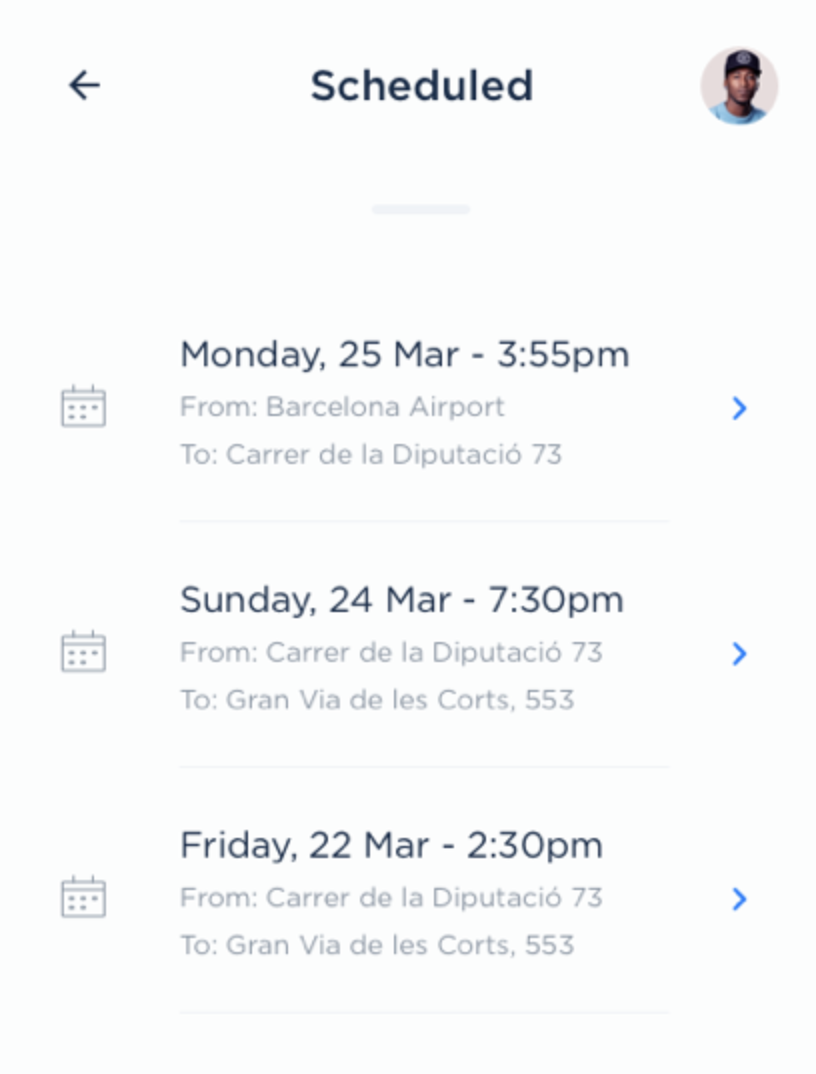 Scheduled
Monday, 25 Mar - 3:55pm
From: Barcelona Airport
To: Carrer de la Diputació 73
Sunday, 24 Mar - 7:30pm
From: Carrer de la Diputació 73
To: Gran Via de les Corts, 553
Friday, 22 Mar - 2:30pm
From: Carrer de la Diputació 73
To: Gran Via de les Corts, 553